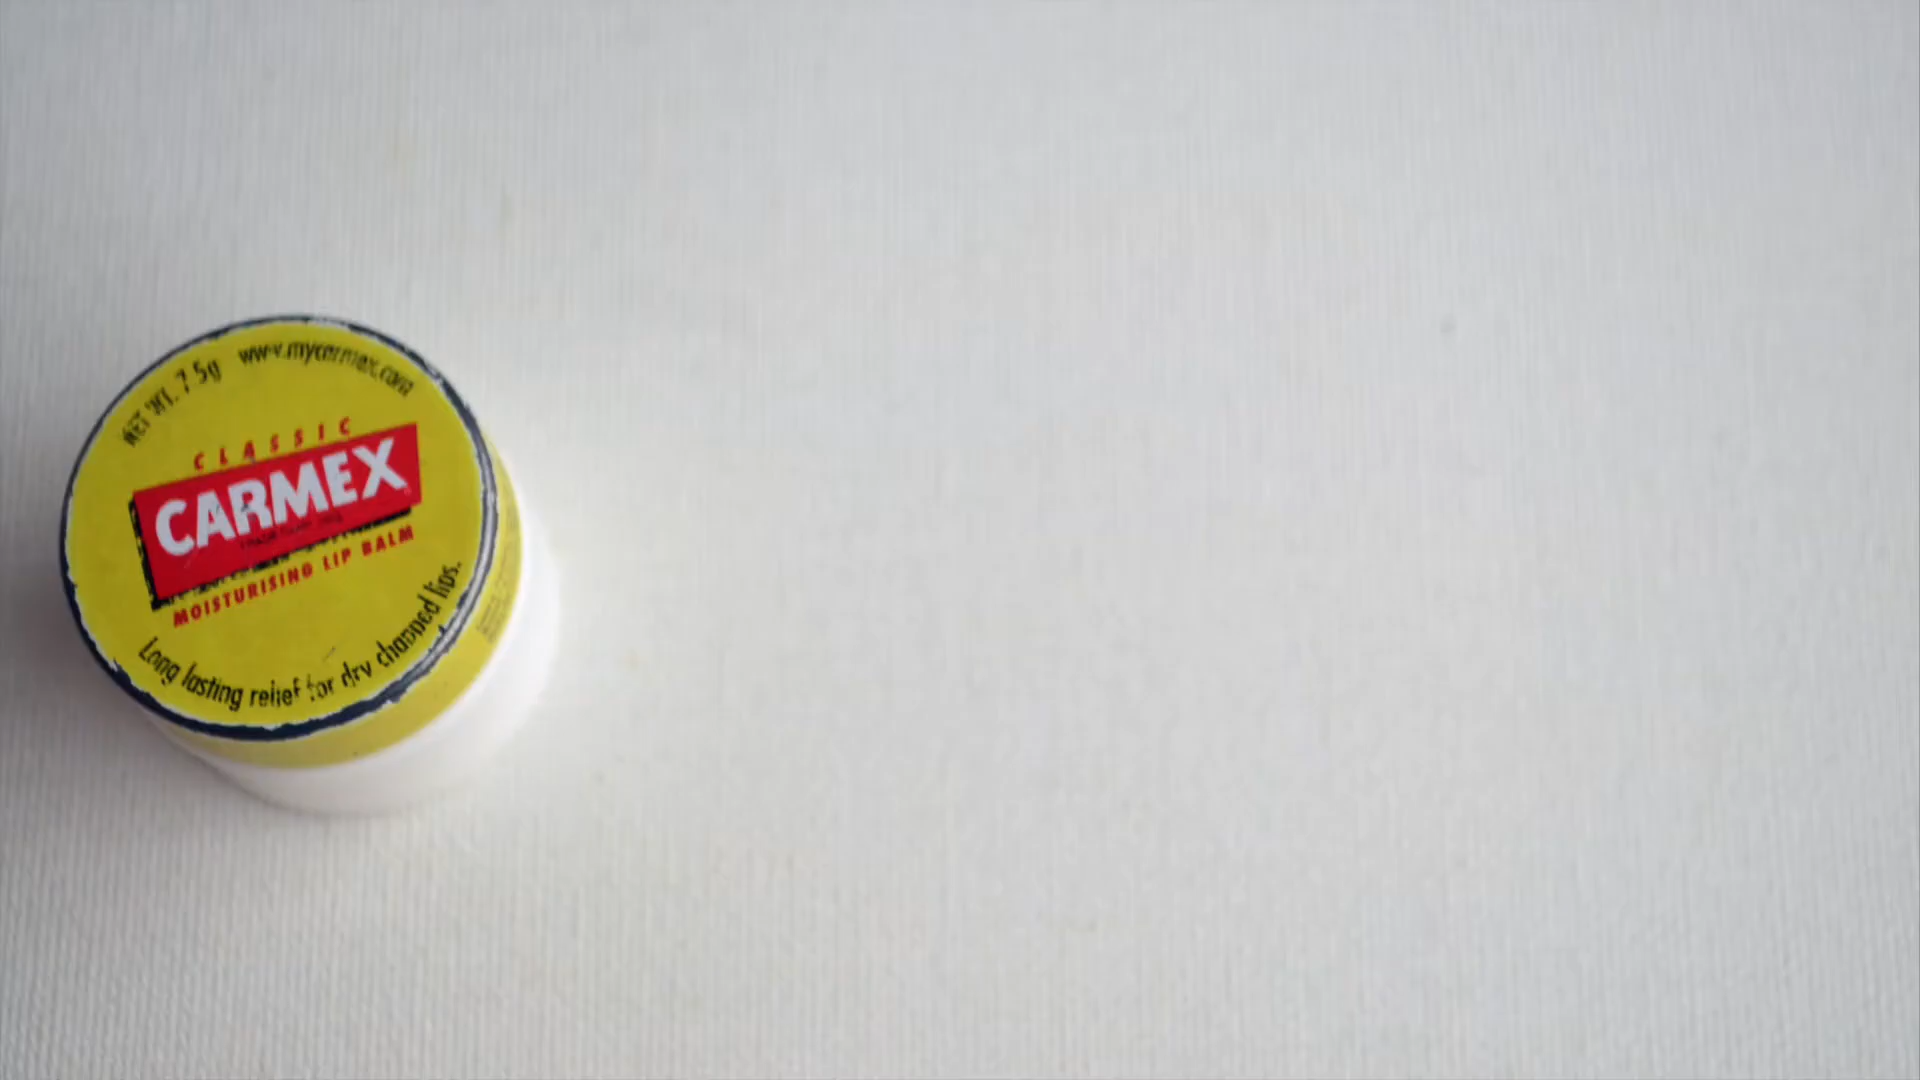 NET WT. 7.5g www.mycarmex.com
CLASSIC
CARMEX
MOISTURISING LIP BALM
Long lasting relief for dry chapped lips.